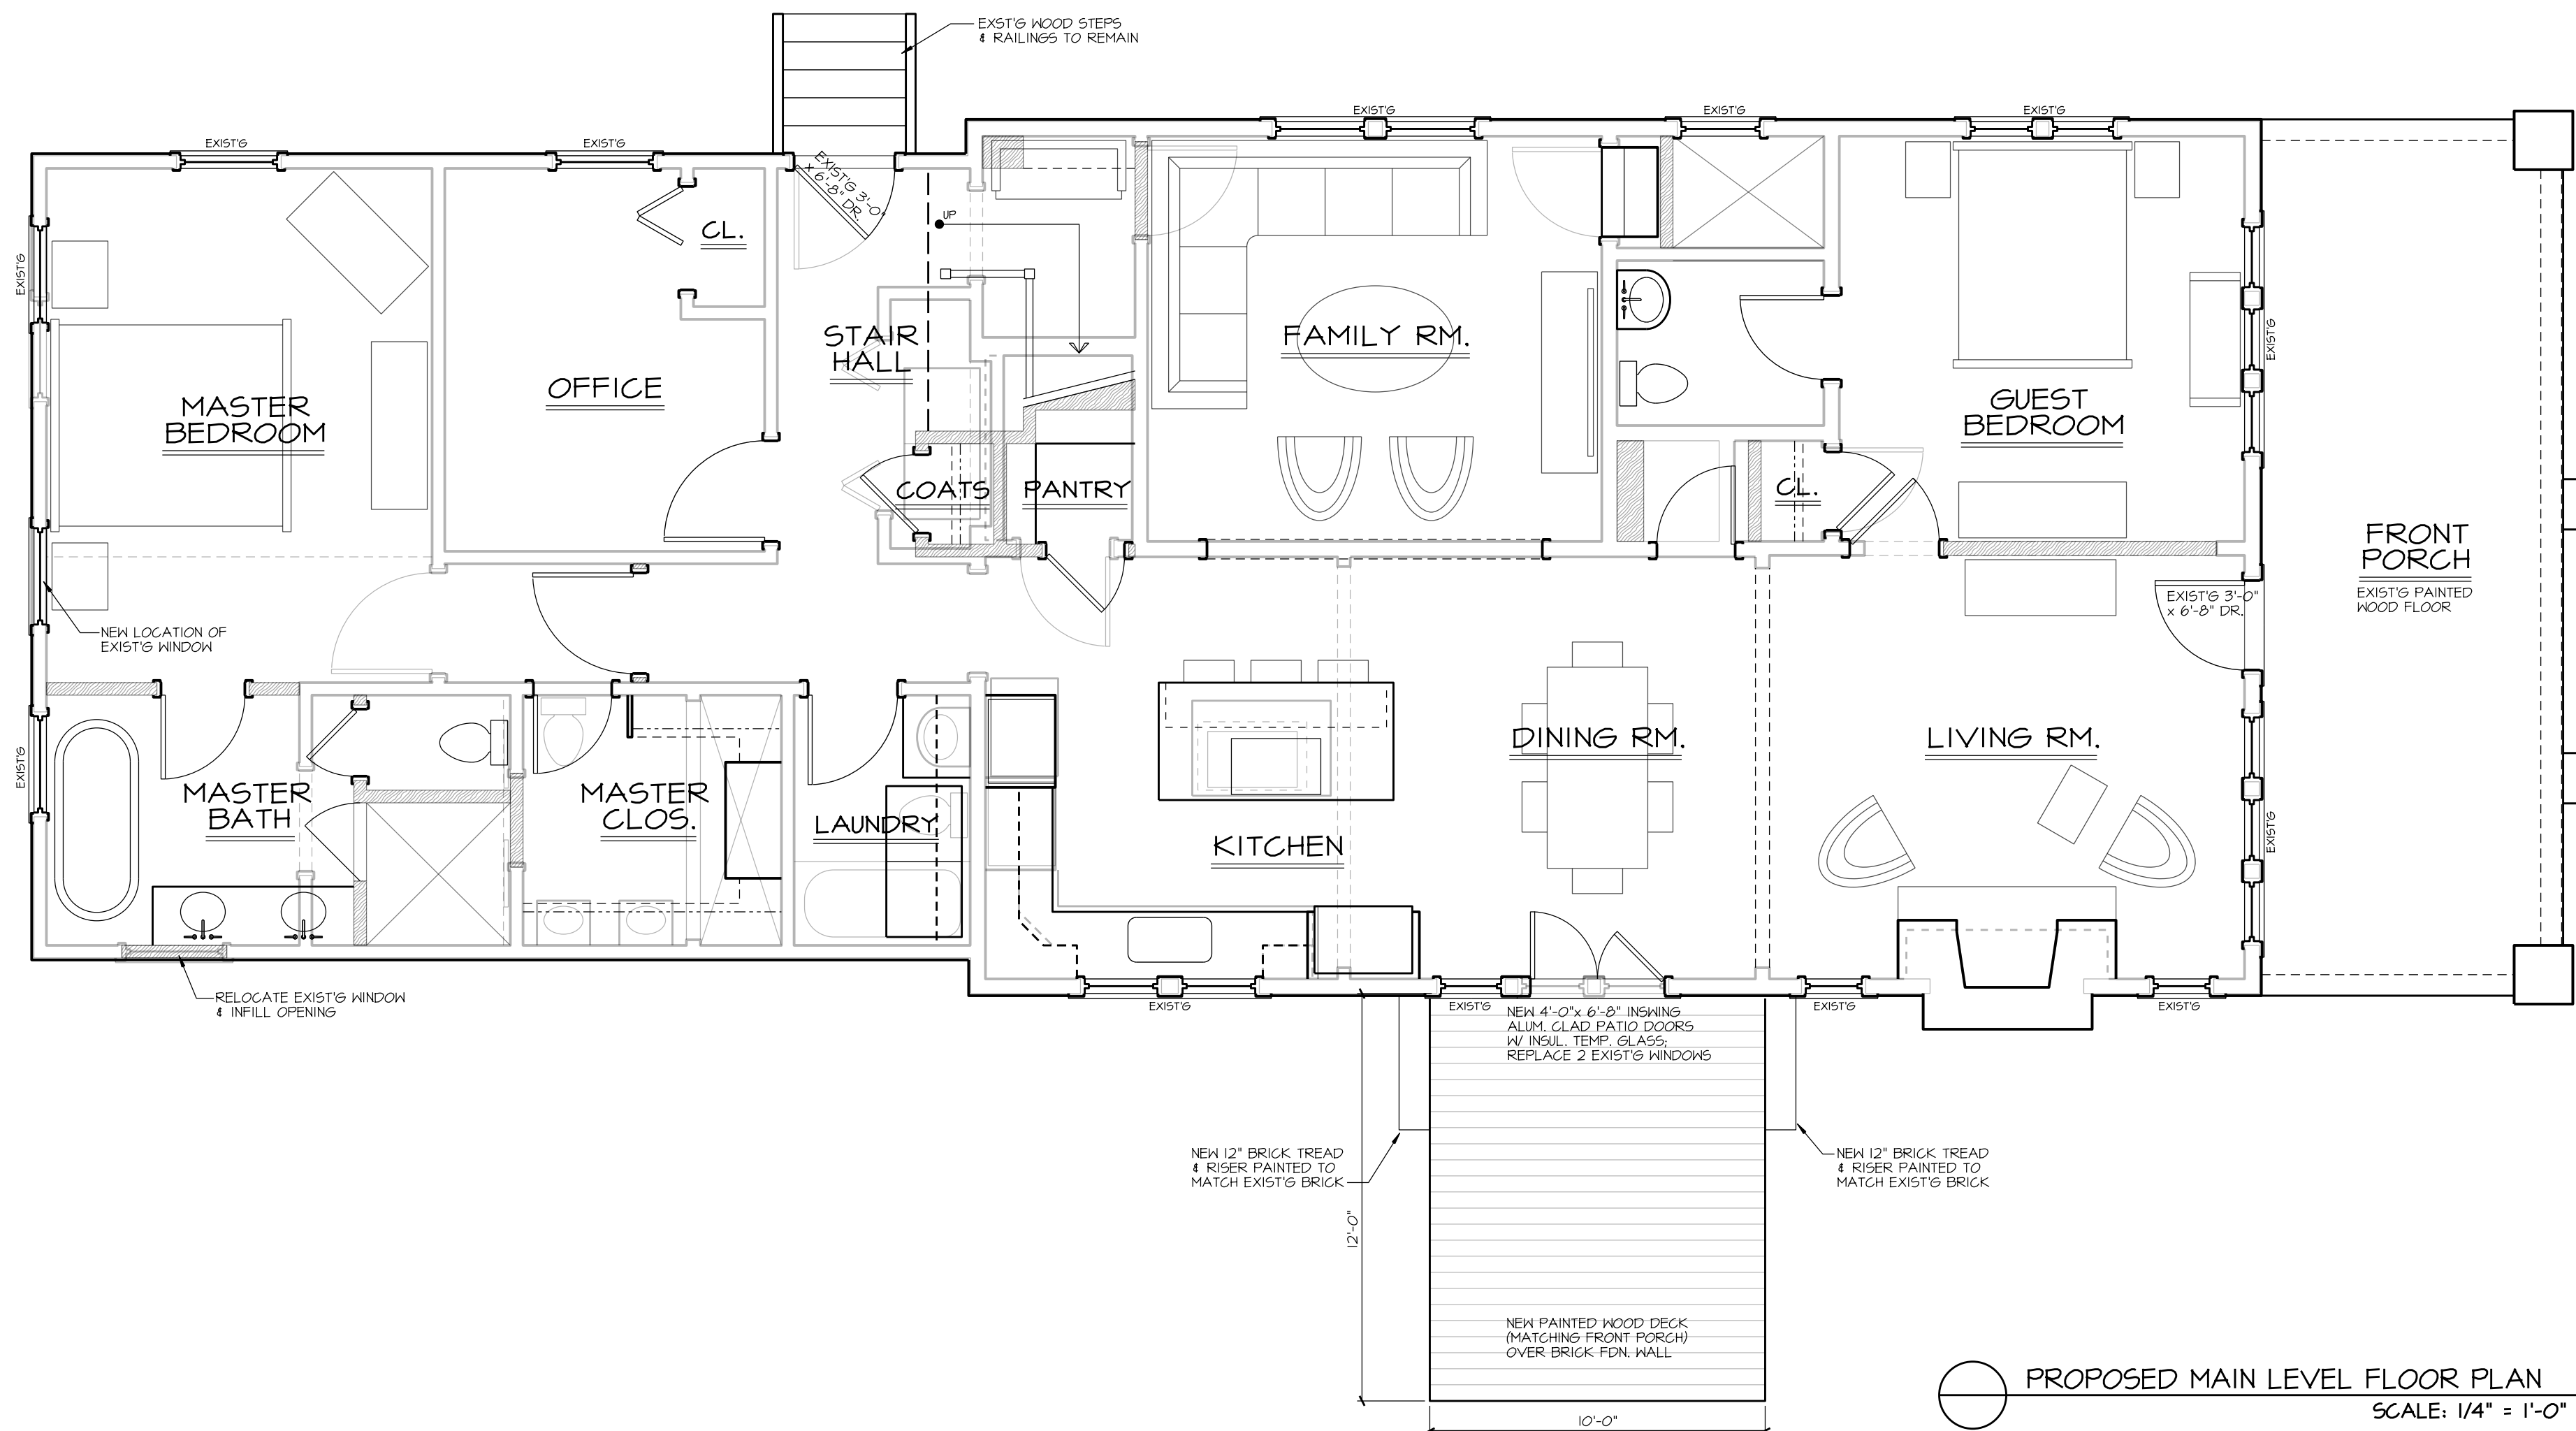 EXST'G WOOD STEPS
& RAILINGS TO REMAIN
EXIST'G
EXIST'G
EXIST'G
EXIST'G
EXIST'G
EXIST'G 3'-0"
x 6'-8" DR.
UP
CL.
EXIST'G
STAIR
HALL
FAMILY RM.
EXIST'G
OFFICE
MASTER
BEDROOM
GUEST
BEDROOM
COATS
PANTRY
CL.
FRONT
PORCH
EXIST'G PAINTED
WOOD FLOOR
EXIST'G 3'-0"
x 6'-8" DR.
NEW LOCATION OF
EXIST'G WINDOW
DINING RM.
LIVING RM.
EXIST'G
MASTER
BATH
MASTER
CLOS.
LAUNDRY
KITCHEN
EXIST'G
RELOCATE EXIST'G WINDOW
& INFILL OPENING
EXIST'G
EXIST'G
EXIST'G
EXIST'G
NEW 4'-0"x 6'-8" INSWING
ALUM. CLAD PATIO DOORS
W/ INSUL. TEMP. GLASS;
REPLACE 2 EXIST'G WINDOWS
NEW 12" BRICK TREAD
& RISER PAINTED TO
MATCH EXIST'G BRICK
NEW 12" BRICK TREAD
& RISER PAINTED TO
MATCH EXIST'G BRICK
12'-0"
NEW PAINTED WOOD DECK
(MATCHING FRONT PORCH)
OVER BRICK FDN. WALL
10'-0"
PROPOSED MAIN LEVEL FLOOR PLAN
SCALE: 1/4" = 1'-0"